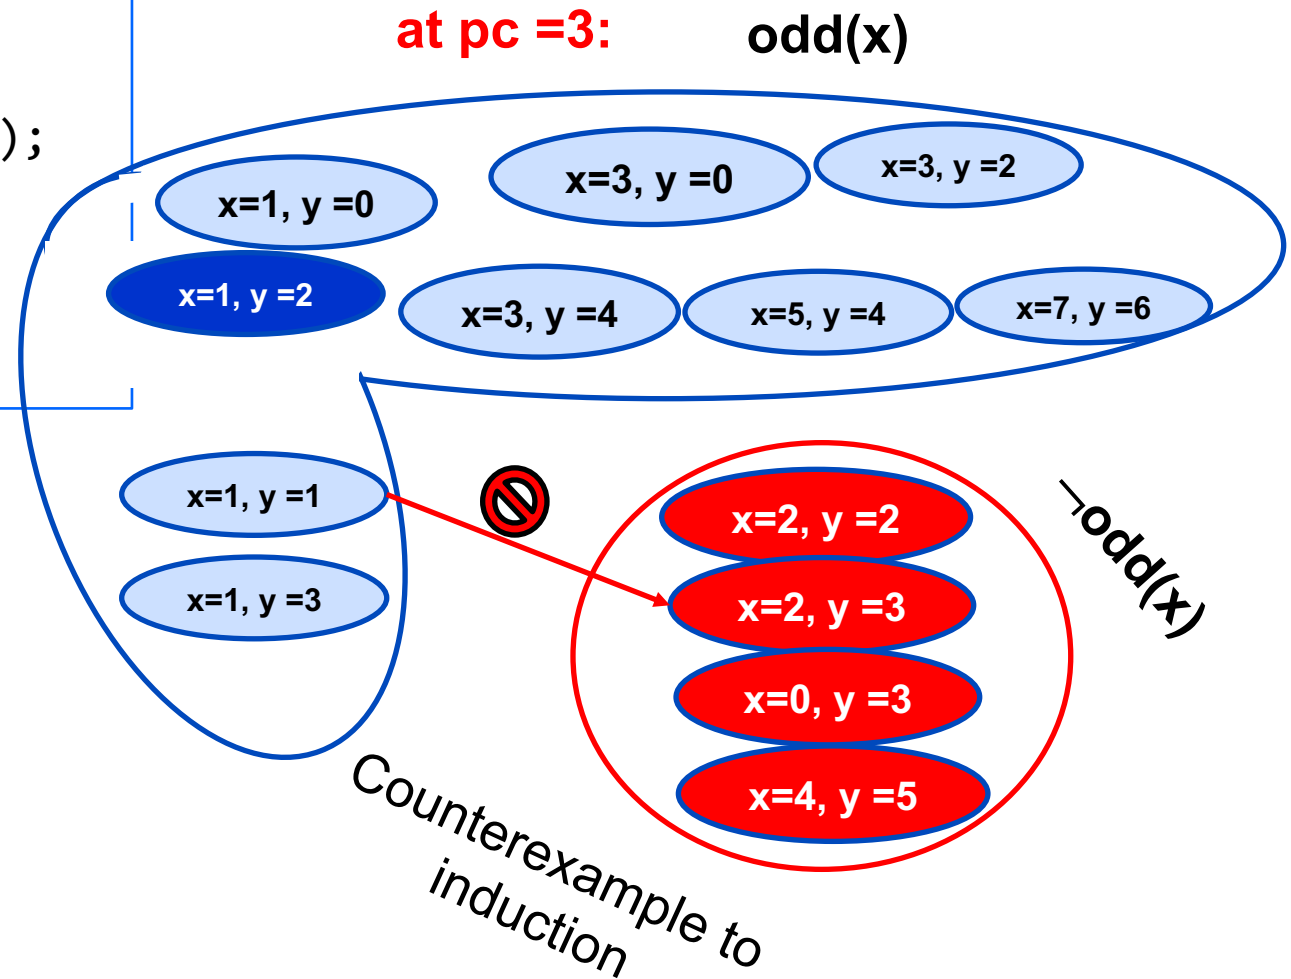 at pc =3: odd(x)
);
x=1, y =0
x=3, y =0
x=3, y =2
x=1, y =2
x=3, y =4
x=5, y =4
x=7, y =6
x=1, y =1
x=1, y =3
x=2, y =2
x=2, y =3
x=0, y =3
x=4, y =5
¬odd(x)
Counterexample to
induction